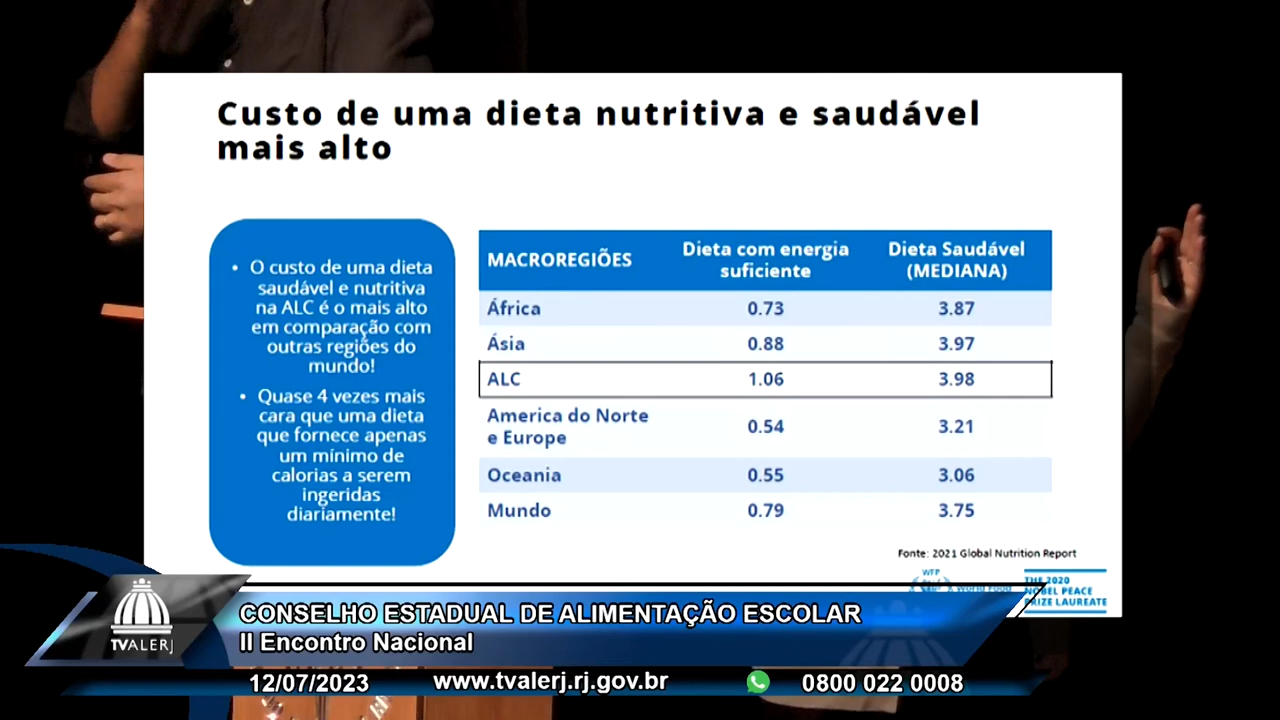 Custo de uma dieta nutritiva e saudável
mais alto
• O custo de uma dieta
saudável e nutritiva
na ALC é o mais alto
em comparação com
outras regiões do
mundo!
• Quase 4 vezes mais
cara que uma dieta
que fornece apenas
um mínimo de
calorias a serem
ingeridas
diariamente!
MACROREGIÕES Dieta com energia suficiente Dieta Saudável (MEDIANA)
África 0.73 3.87
Ásia 0.88 3.97
ALC 1.06 3.98
America do Norte e Europe 0.54 3.21
Oceania 0.55 3.06
Mundo 0.79 3.75
Fonte: 2021 Global Nutrition Report
WFP
World Food
THE 2020
NOBEL PEACE
PRIZE LAUREATE
CONSELHO ESTADUAL DE ALIMENTAÇÃO ESCOLAR
II Encontro Nacional
TVALERJ
12/07/2023 www.tvalerj.rj.gov.br 0800 022 0008